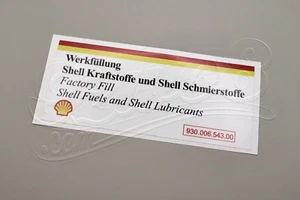 Werkfüllung
Shell Kraftstoffe und Shell Schmierstoffe
Factory Fill
Shell Fuels and Shell Lubricants
930.006.543.00